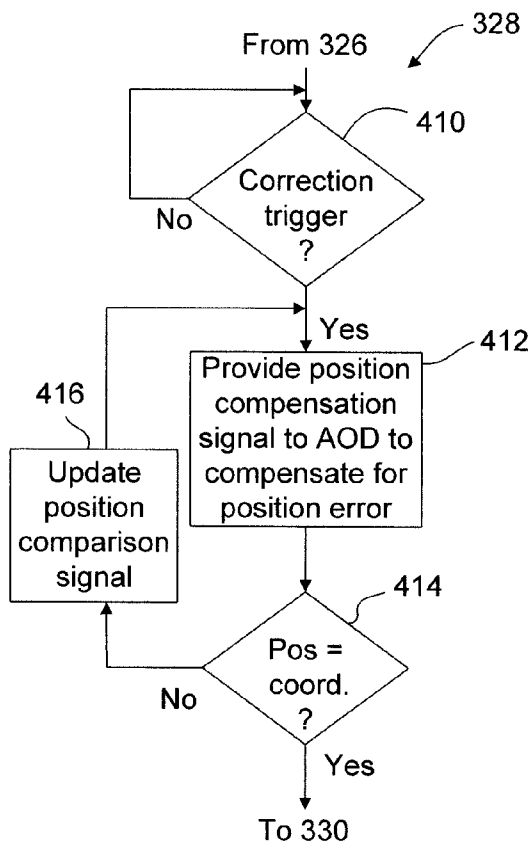 From 326
328
410
Correction
trigger
?
No
Yes
412
Provide position
compensation
signal to AOD to
compensate for
position error
416
Update
position
comparison
signal
414
Pos =
coord.
?
No
Yes
To 330